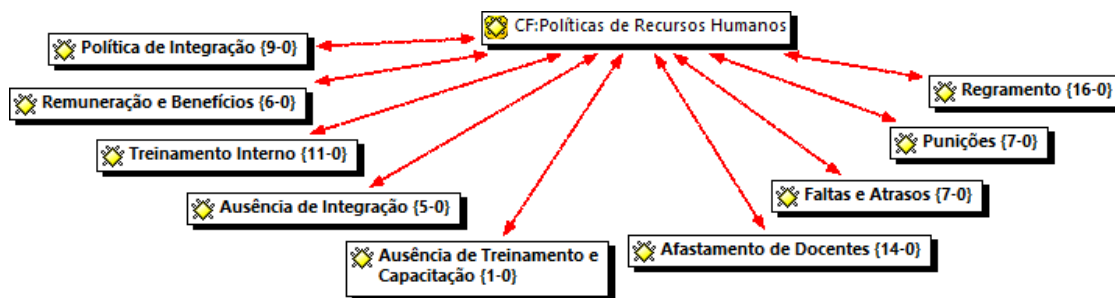 CF:Políticas de Recursos Humanos
Política de Integração {9-0}
Remuneração e Benefícios {6-0}
Treinamento Interno {11-0}
Ausência de Integração {5-0}
Ausência de Treinamento e
Capacitação {1-0}
Afastamento de Docentes {14-0}
Faltas e Atrasos {7-0}
Punições {7-0}
Regramento {16-0}